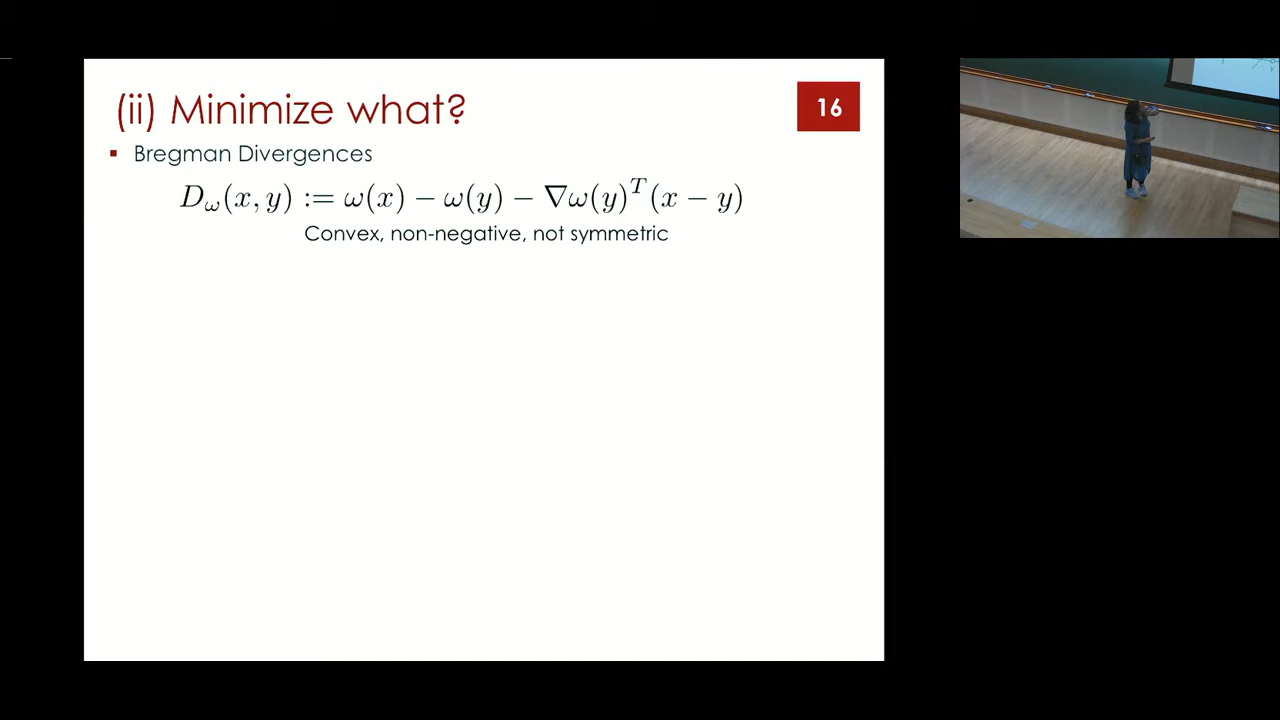 (ii) Minimize what?
16
▪ Bregman Divergences
D_ω(x, y) := ω(x) − ω(y) − ∇ω(y)^T(x − y)
Convex, non-negative, not symmetric